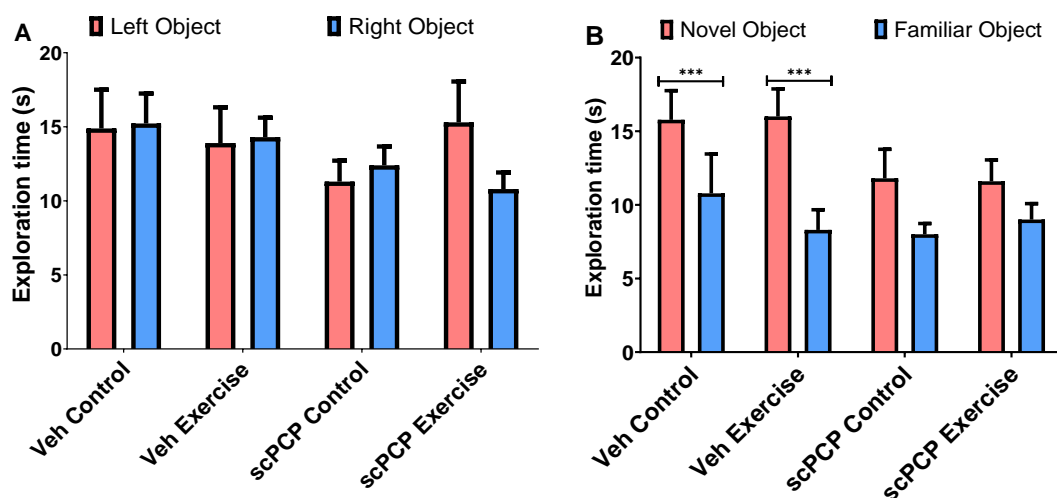 A
Left Object
Right Object
Exploration time (s)
20
15
10
5
0
Veh Control
Veh Exercise
scPCP Control
scPCP Exercise
B
Novel Object
Familiar Object
Exploration time (s)
20
15
10
5
0
***
***
Veh Control
Veh Exercise
scPCP Control
scPCP Exercise